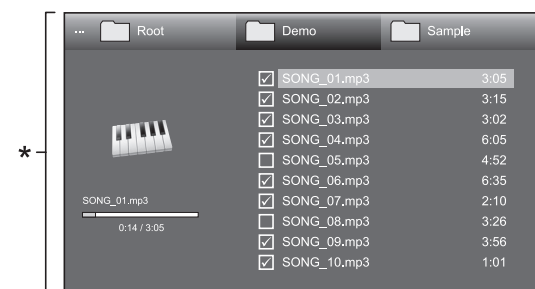 ... Root Demo Sample
SONG_01.mp3 3:05
SONG_02.mp3 3:15
SONG_03.mp3 3:02
SONG_04.mp3 6:05
SONG_05.mp3 4:52
SONG_06.mp3 6:35
SONG_07.mp3 2:10
SONG_08.mp3 3:26
SONG_09.mp3 3:56
SONG_10.mp3 1:01
SONG_01.mp3
0:14 / 3:05
*